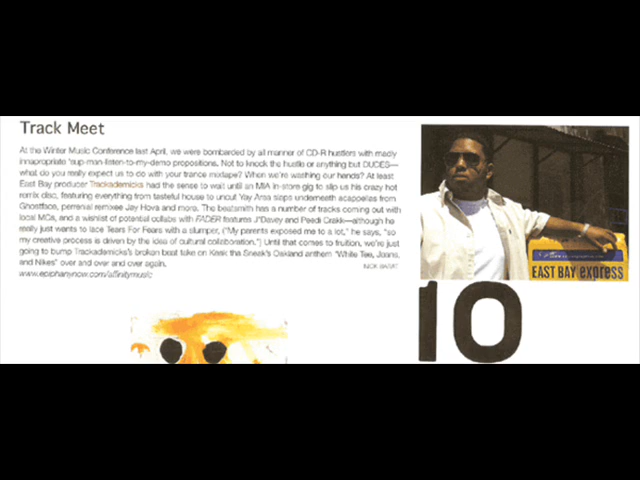 Track Meet
At the Winter Music Conference last April, we were bombarded by all manner of CD-R hustlers with madly
innapropriate 'sup-man-listen-to-my-demo propositions. Not to knock the hustle or anything but DUDES—
what do you really expect us to do with your trance mixtape? When we're washing our hands? At least
East Bay producer Trackademicks had the sense to wait until an MIA in-store gig to slip us his crazy hot
remix disc, featuring everything from tasteful house to uncut Yay Area slaps underneath acappellas from
Ghostface, perrenial remixee Jay Hova and more. The beatsmith has a number of tracks coming out with
local MCs, and a wishlist of potential collabs with FADER features J*Davey and Peedi Crakk—although he
really just wants to lace Tears For Fears with a slumper, ("My parents exposed me to a lot," he says, "so
my creative process is driven by the idea of cultural collaboration.") Until that comes to fruition, we're just
going to bump Trackademicks's broken beat take on Keak tha Sneak's Oakland anthem "White Tee, Jeans,
and Nikes" over and over and over again.
NICK
www.epiphanynow.com/affinitymusic
EAST BAY express
10